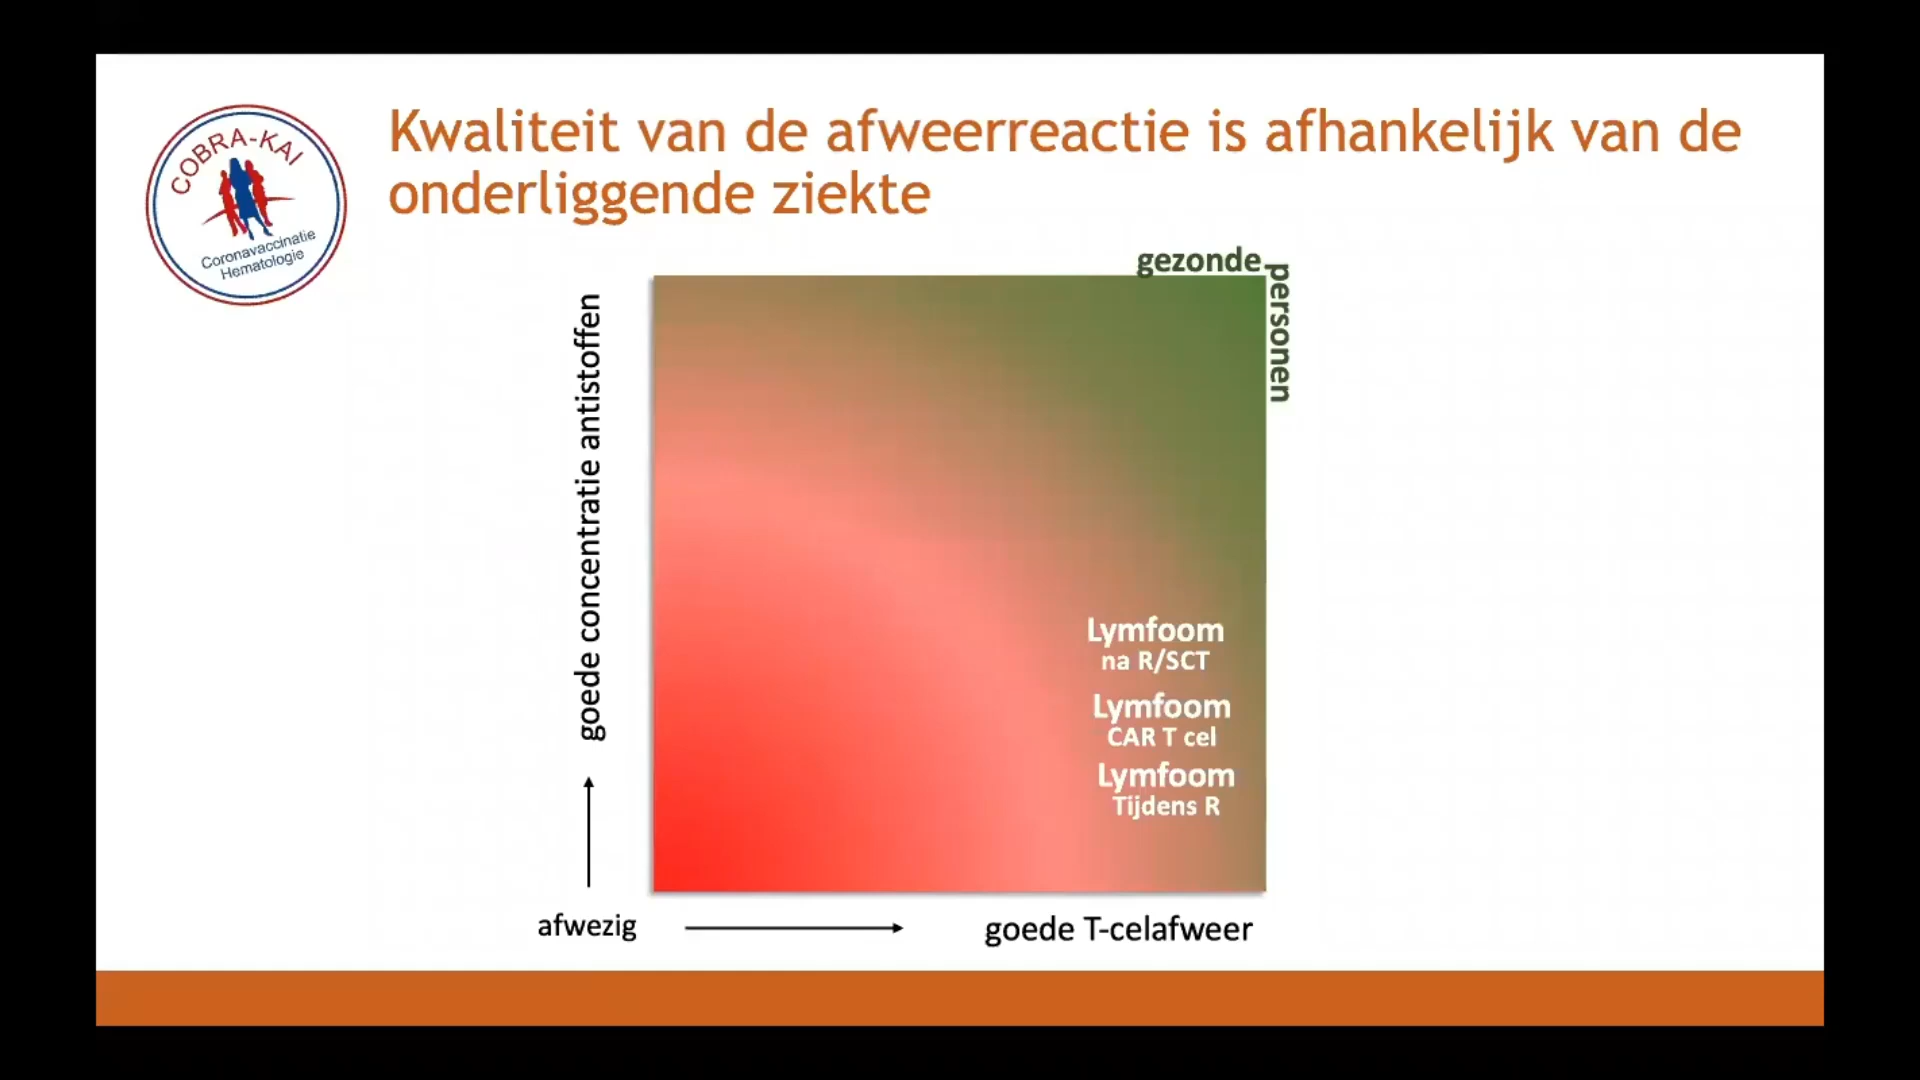 COBRA-KAI
Coronavaccinatie
Hematologie
Kwaliteit van de afweerreactie is afhankelijk van de
onderliggende ziekte
gezonde
personen
goede concentratie antistoffen
Lymfoom
na R/SCT
Lymfoom
CAR T cel
Lymfoom
Tijdens R
afwezig
goede T-celafweer